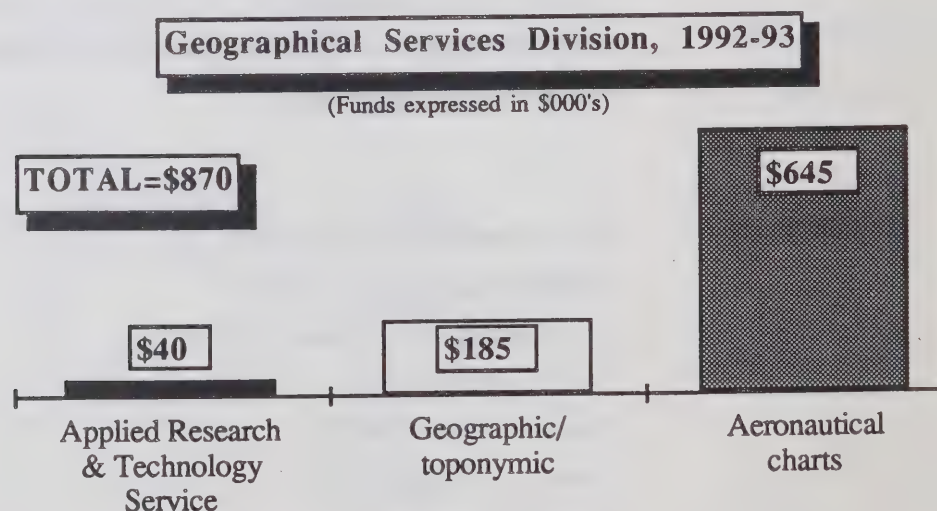 Geographical Services Division, 1992-93
(Funds expressed in $000's)
TOTAL=$870
$40
$185
$645
Applied Research
& Technology
Service
Geographic/
toponymic
Aeronautical
charts